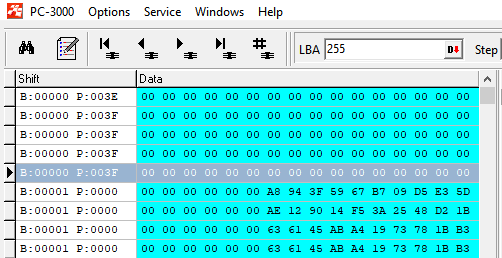 PC-3000 Options Service Windows Help
LBA 255 D Step
Shift Data
B:00000 P:003E 00 00 00 00 00 00 00 00 00 00 00 00 00 00 00 00
B:00000 P:003F 00 00 00 00 00 00 00 00 00 00 00 00 00 00 00 00
B:00000 P:003F 00 00 00 00 00 00 00 00 00 00 00 00 00 00 00 00
B:00000 P:003F 00 00 00 00 00 00 00 00 00 00 00 00 00 00 00 00
B:00000 P:003F 00 00 00 00 00 00 00 00 00 00 00 00 00 00 00 00
B:00001 P:0000 00 00 00 00 00 00 A8 94 3F 59 67 B7 09 D5 E3 5D
B:00001 P:0000 00 00 00 00 00 00 AE 12 90 14 F5 3A 25 48 D2 1B
B:00001 P:0000 00 00 00 00 00 00 63 61 45 AB A4 19 73 78 1B B3
B:00001 P:0000 00 00 00 00 00 00 63 61 45 AB A4 19 73 78 1B B3